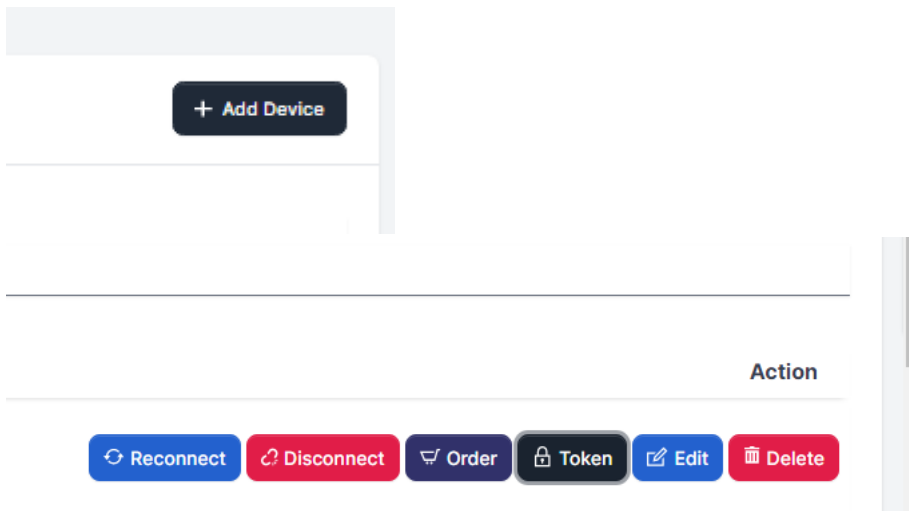 + Add Device
Action
Reconnect Disconnect Order Token Edit Delete